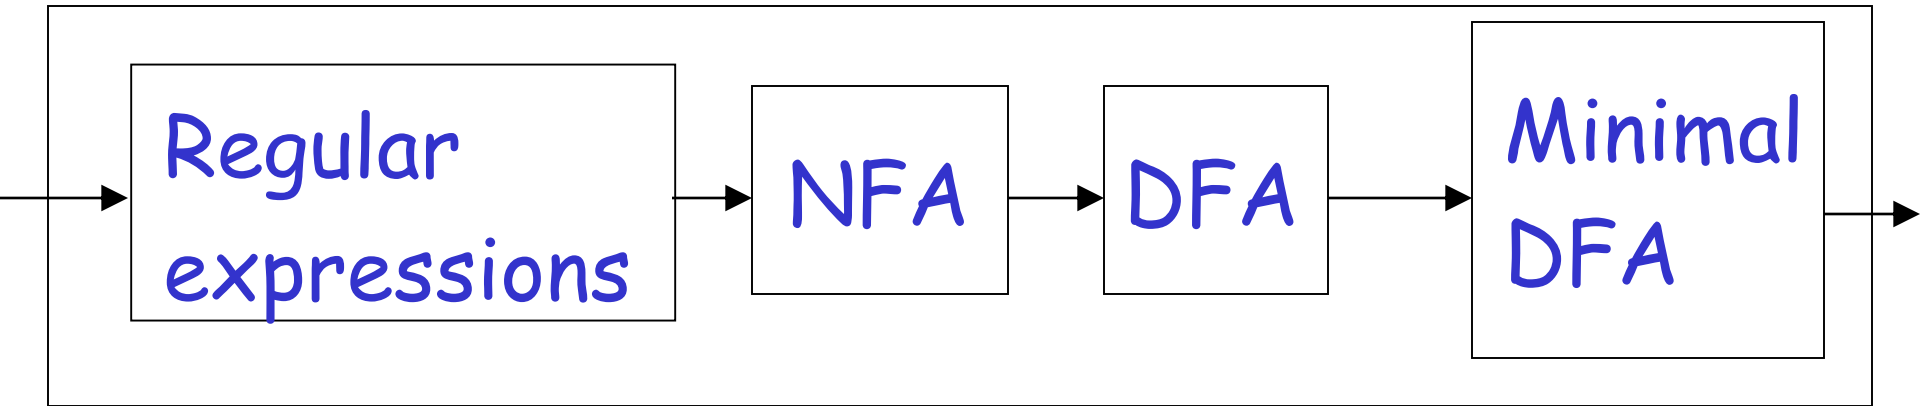 Regular
expressions
NFA
DFA
Minimal
DFA